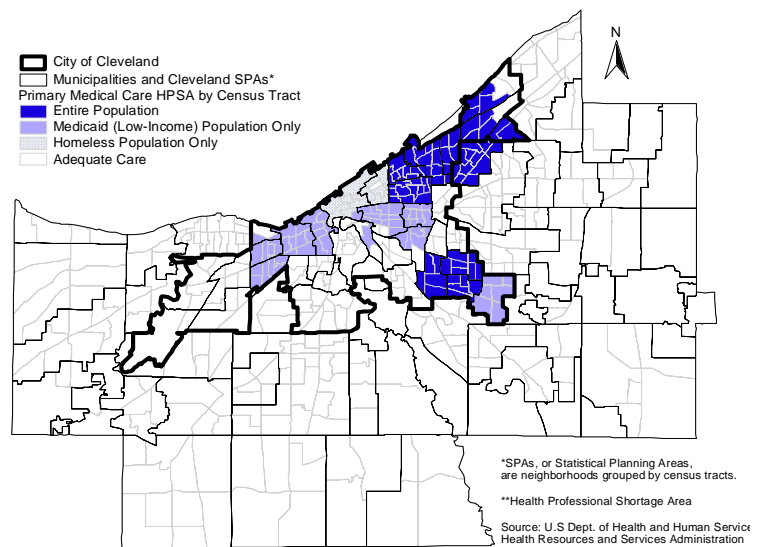 N
City of Cleveland
Municipalities and Cleveland SPAs*
Primary Medical Care HPSA by Census Tract
Entire Population
Medicaid (Low-Income) Population Only
Homeless Population Only
Adequate Care
*SPAs, or Statistical Planning Areas,
are neighborhoods grouped by census tracts.
**Health Professional Shortage Area
Source: U.S Dept. of Health and Human Service
Health Resources and Services Administration